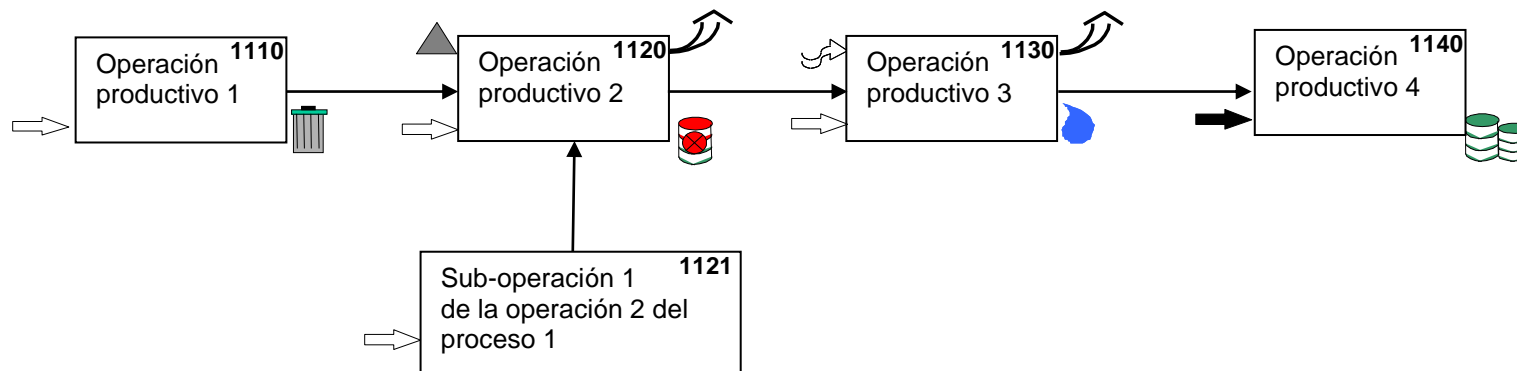 1110
Operación
productivo 1
1120
Operación
productivo 2
1130
Operación
productivo 3
1140
Operación
productivo 4
1121
Sub-operación 1
de la operación 2 del
proceso 1